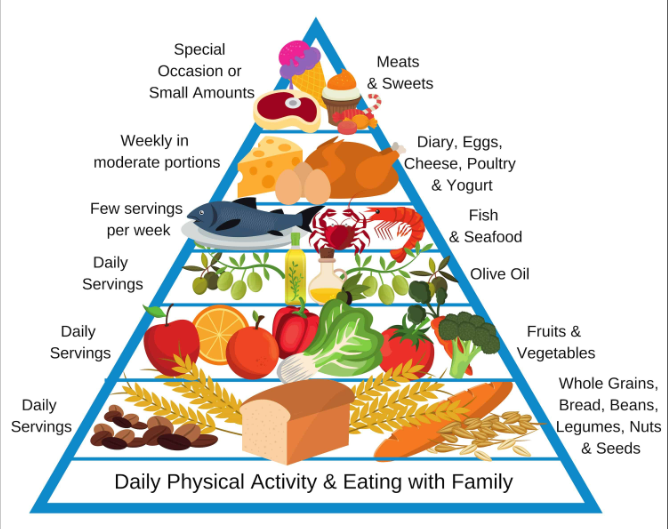 Special
Occasion or
Small Amounts
Meats
& Sweets
Weekly in
moderate portions
Diary, Eggs,
Cheese, Poultry
& Yogurt
Few servings
per week
Fish
& Seafood
Daily
Servings
Olive Oil
Daily
Servings
Fruits &
Vegetables
Daily
Servings
Whole Grains,
Bread, Beans,
Legumes, Nuts
& Seeds
Daily Physical Activity & Eating with Family